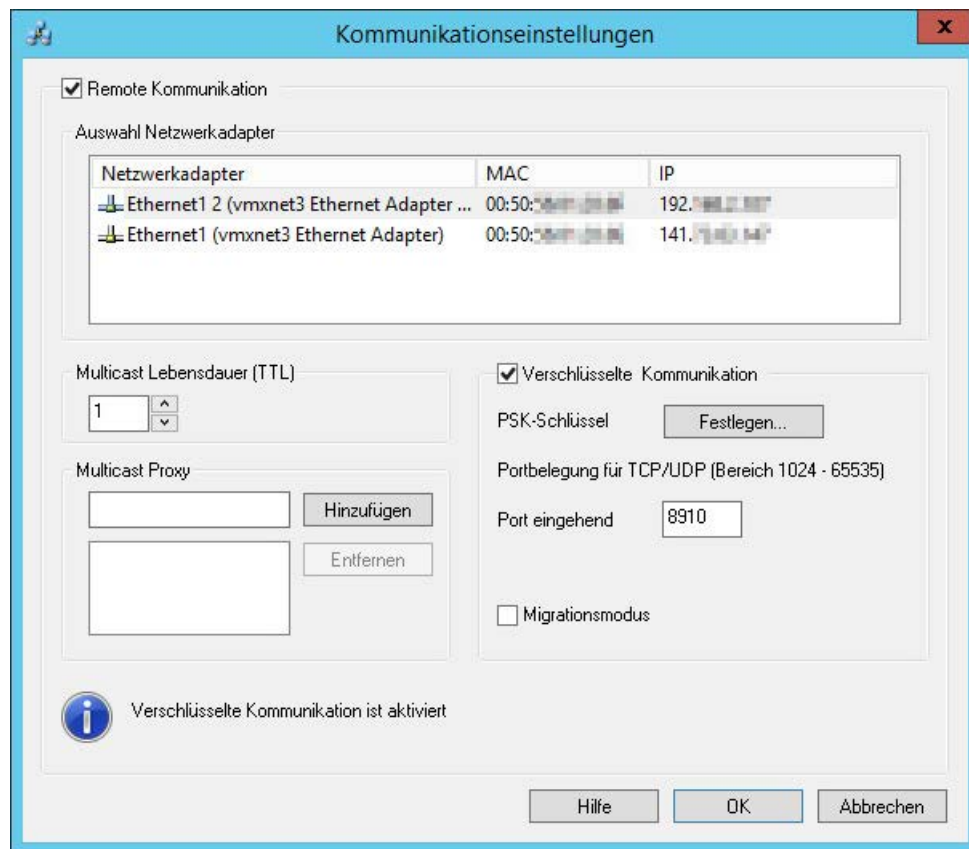 Kommunikationseinstellungen
x
Remote Kommunikation
Auswahl Netzwerkadapter
Netzwerkadapter MAC IP
Ethernet1 2 (vmxnet3 Ethernet Adapter ... 00:50: 192.
Ethernet1 (vmxnet3 Ethernet Adapter) 00:50: 141.
Multicast Lebensdauer (TTL)
1
Multicast Proxy
Hinzufügen
Entfernen
Verschlüsselte Kommunikation
PSK-Schlüssel Festlegen...
Portbelegung für TCP/UDP (Bereich 1024 - 65535)
Port eingehend 8910
Migrationsmodus
Verschlüsselte Kommunikation ist aktiviert
Hilfe OK Abbrechen